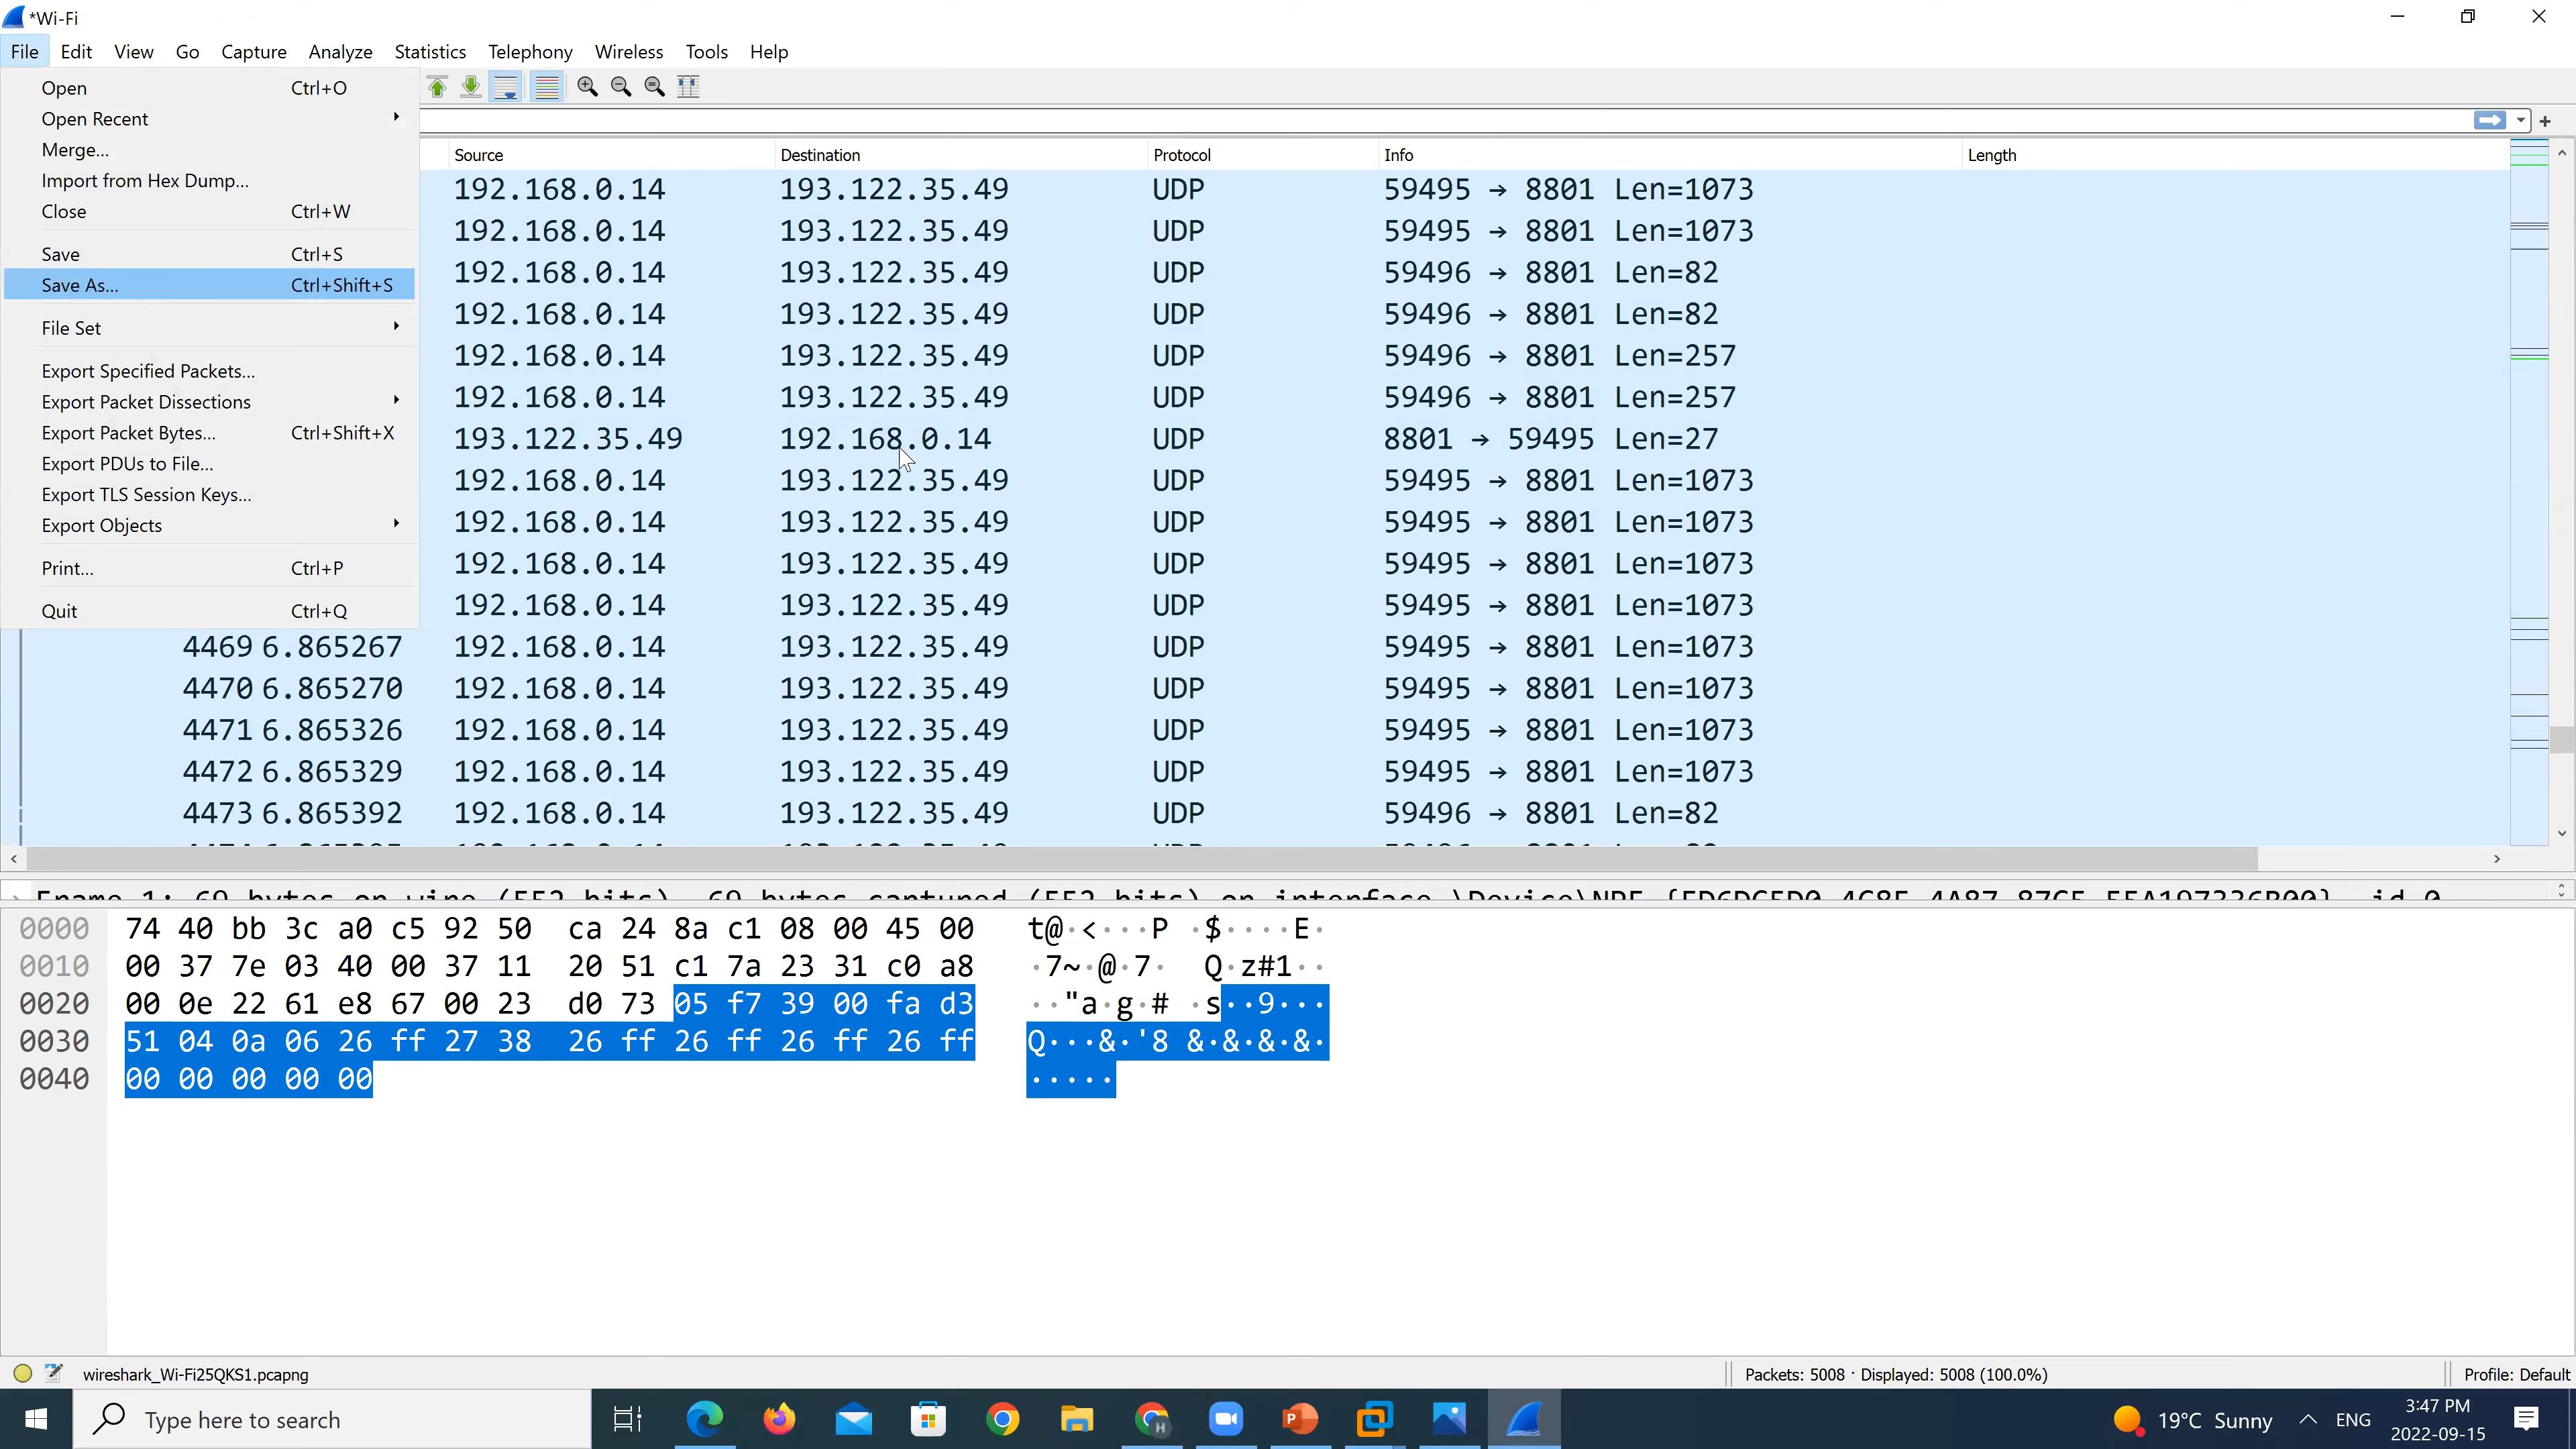 *Wi-Fi
File Edit View Go Capture Analyze Statistics Telephony Wireless Tools Help
Open Ctrl+O
Open Recent
Merge...
Import from Hex Dump...
Close Ctrl+W
Save Ctrl+S
Save As... Ctrl+Shift+S
File Set
Export Specified Packets...
Export Packet Dissections
Export Packet Bytes... Ctrl+Shift+X
Export PDUs to File...
Export TLS Session Keys...
Export Objects
Print... Ctrl+P
Quit Ctrl+Q
Source Destination Protocol Info Length
192.168.0.14 193.122.35.49 UDP 59495 → 8801 Len=1073
192.168.0.14 193.122.35.49 UDP 59495 → 8801 Len=1073
192.168.0.14 193.122.35.49 UDP 59496 → 8801 Len=82
192.168.0.14 193.122.35.49 UDP 59496 → 8801 Len=82
192.168.0.14 193.122.35.49 UDP 59496 → 8801 Len=257
192.168.0.14 193.122.35.49 UDP 59496 → 8801 Len=257
193.122.35.49 192.168.0.14 UDP 8801 → 59495 Len=27
192.168.0.14 193.122.35.49 UDP 59495 → 8801 Len=1073
192.168.0.14 193.122.35.49 UDP 59495 → 8801 Len=1073
192.168.0.14 193.122.35.49 UDP 59495 → 8801 Len=1073
192.168.0.14 193.122.35.49 UDP 59495 → 8801 Len=1073
4469 6.865267 192.168.0.14 193.122.35.49 UDP 59495 → 8801 Len=1073
4470 6.865270 192.168.0.14 193.122.35.49 UDP 59495 → 8801 Len=1073
4471 6.865326 192.168.0.14 193.122.35.49 UDP 59495 → 8801 Len=1073
4472 6.865329 192.168.0.14 193.122.35.49 UDP 59495 → 8801 Len=1073
4473 6.865392 192.168.0.14 193.122.35.49 UDP 59496 → 8801 Len=82
Frame 1: 69 bytes on wire (552 bits), 69 bytes captured (552 bits) on interface
0000 74 40 bb 3c a0 c5 92 50 ca 24 8a c1 08 00 45 00 t@·<···P ·$····E·
0010 00 37 7e 03 40 00 37 11 20 51 c1 7a 23 31 c0 a8 ·7~·@·7· Q·z#1··
0020 00 0e 22 61 e8 67 00 23 d0 73 05 f7 39 00 fa d3 ··"a·g·# ·s··9···
0030 51 04 0a 06 26 ff 27 38 26 ff 26 ff 26 ff 26 ff Q···&·'8 &·&·&·&·
0040 00 00 00 00 00 ·····
wireshark_Wi-Fi25QKS1.pcapng Packets: 5008 · Displayed: 5008 (100.0%) Profile: Default
Type here to search 19°C Sunny ENG 3:47 PM
2022-09-15